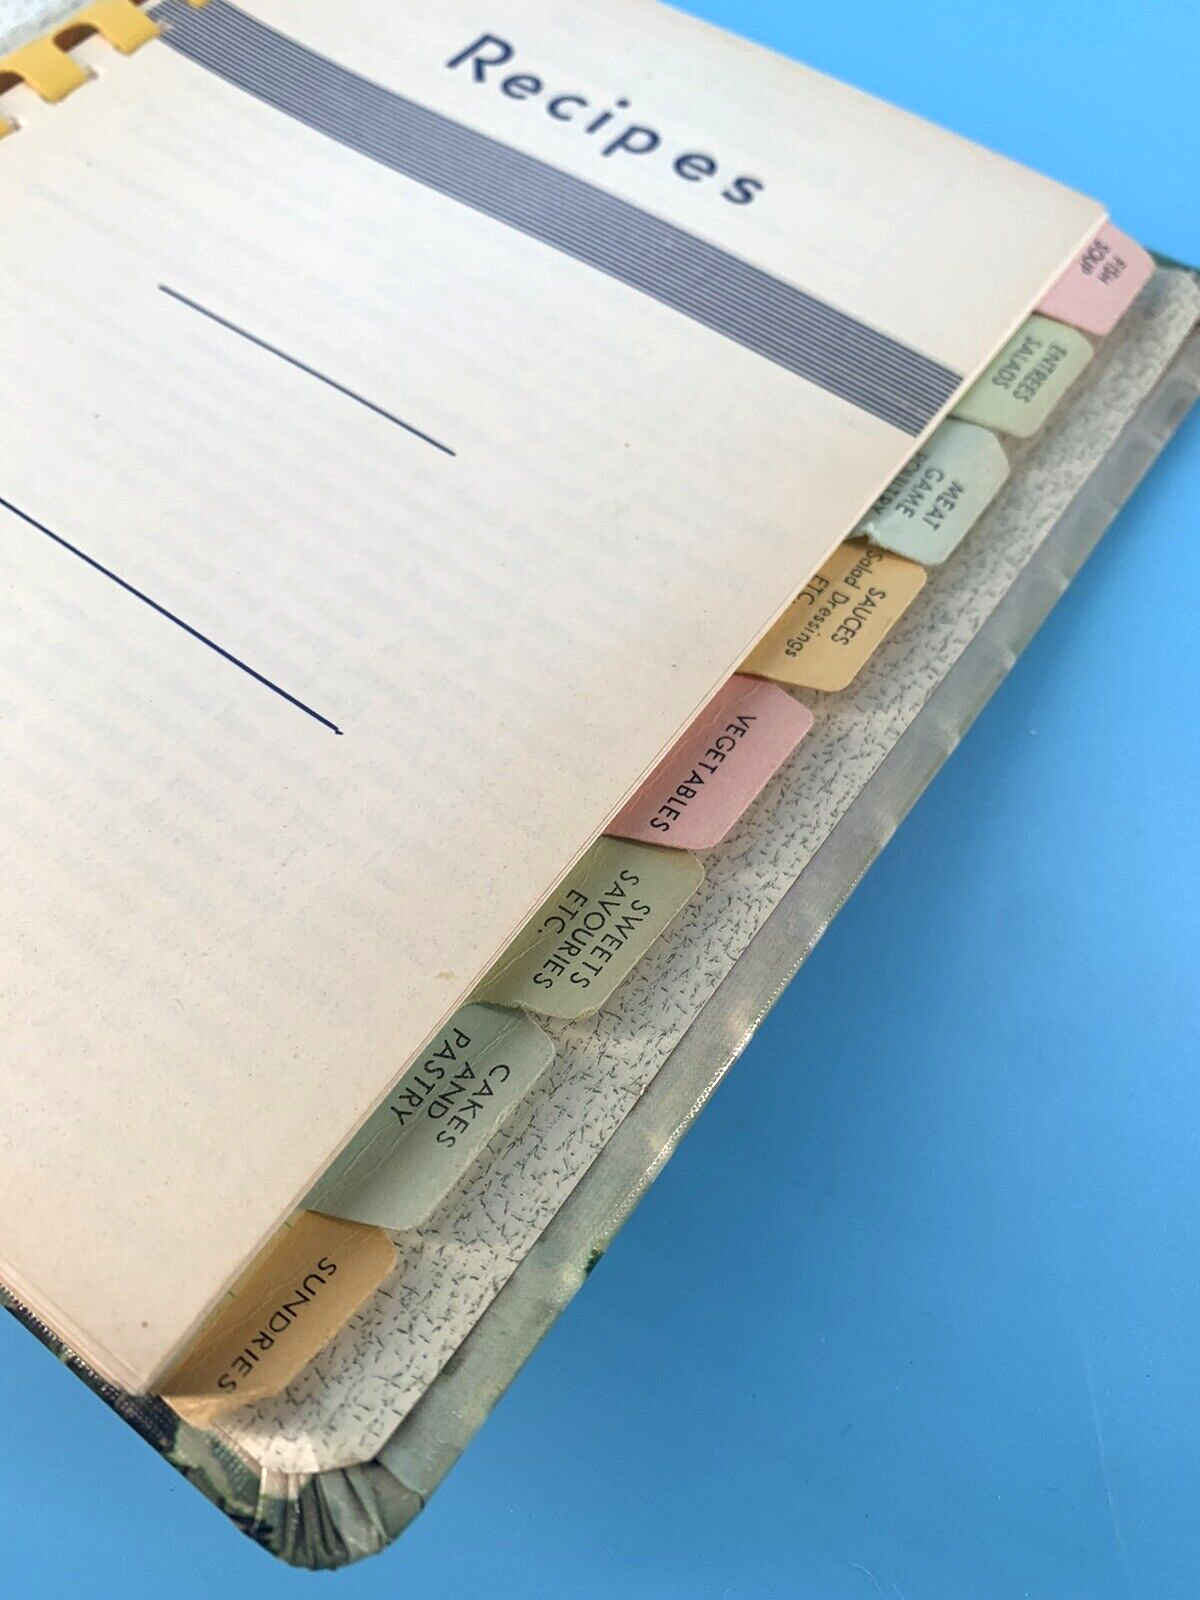 Recipes
FISH
SOUP
ENTREES
SALADS
MEAT
GAME
POULTRY
SAUCES
Salad Dressings
ETC.
VEGETABLES
SWEETS
SAVOURIES
ETC.
CAKES
AND
PASTRY
SUNDRIES